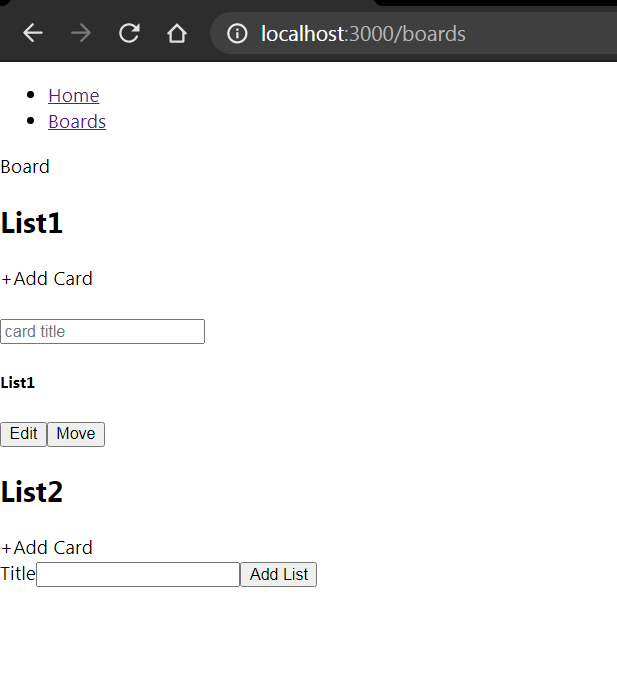 localhost:3000/boards
Home
Boards
Board
List1
+Add Card
card title
List1
Edit Move
List2
+Add Card
Title Add List